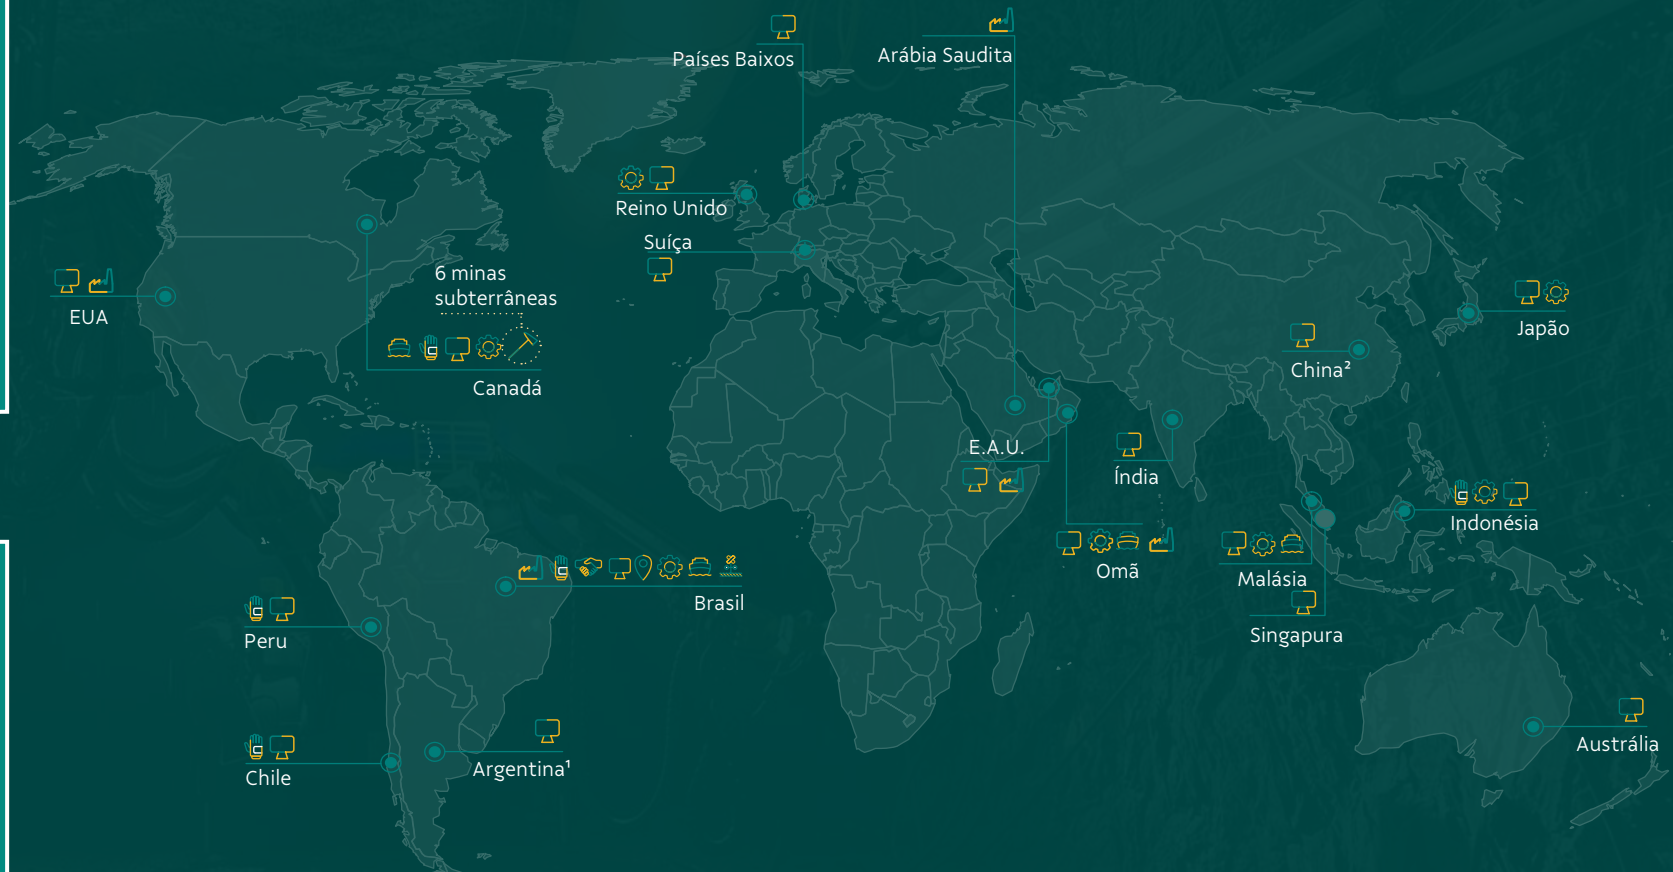 Países Baixos
Arábia Saudita
Reino Unido
Suíça
6 minas
subterrâneas
EUA
Japão
China²
Canadá
E.A.U.
Índia
Indonésia
Omã
Malásia
Brasil
Singapura
Peru
Austrália
Argentina¹
Chile